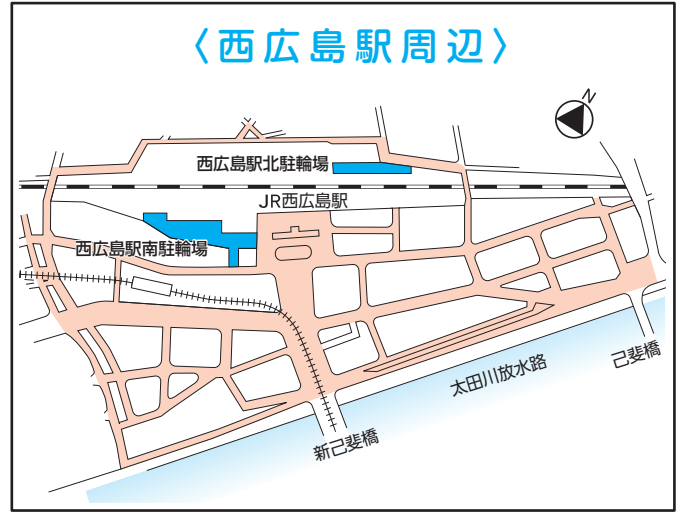 〈西広島駅周辺〉
N
西広島駅北駐輪場
JR西広島駅
西広島駅南駐輪場
己斐橋
太田川放水路
新己斐橋